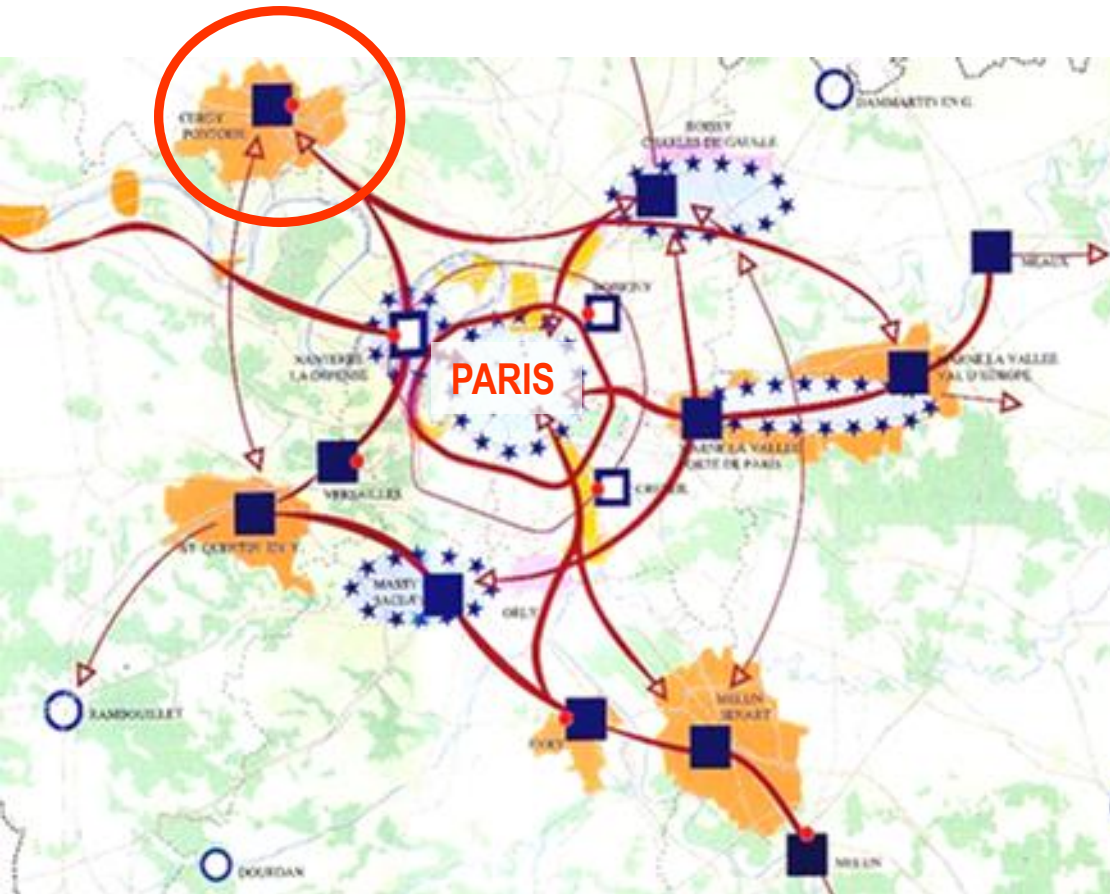 CERGY
PONTOISE
DAMMARTIN EN G.
ROISSY
CHARLES DE GAULLE
MEAUX
BOBIGNY
NANTERRE
LA DEFENSE
PARIS
MARNE LA VALLEE
VAL D'EUROPE
MARNE LA VALLEE
PORTE DE PARIS
VERSAILLES
CRETEIL
ST QUENTIN EN Y.
MASSY
SACLAY
ORLY
RAMBOUILLET
MELUN
SENART
EVRY
MELUN
DOURDAN